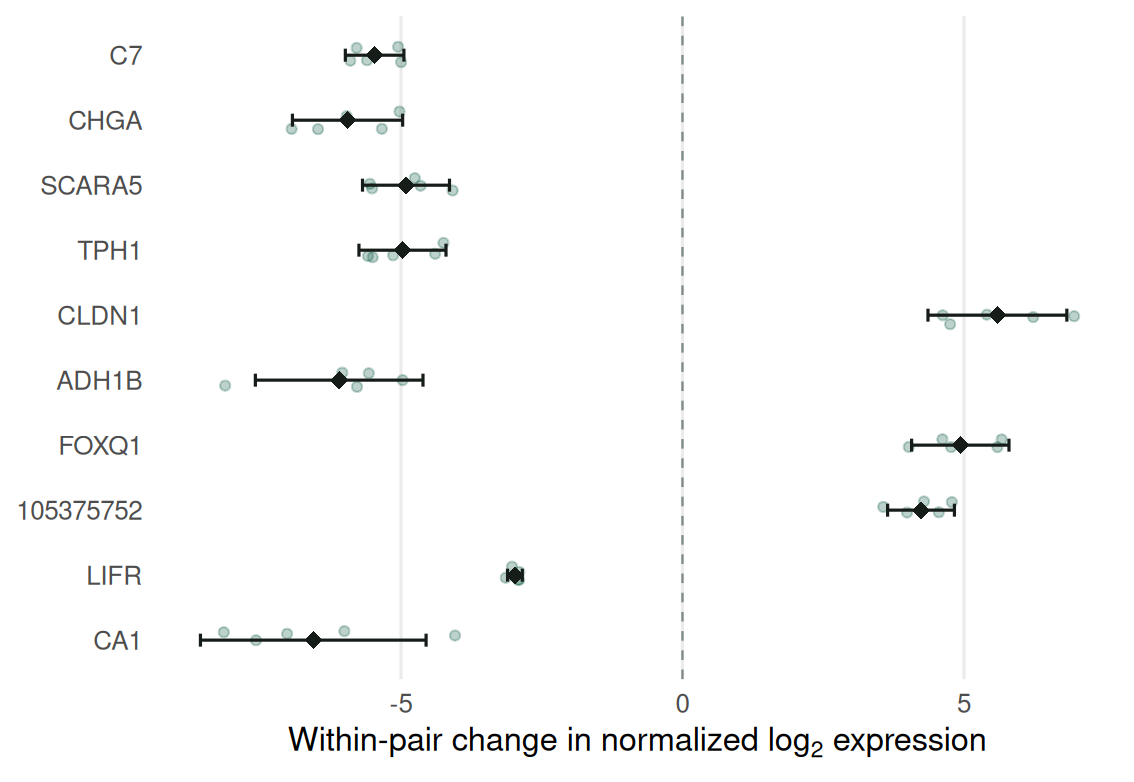 C7
CHGA
SCARA5
TPH1
CLDN1
ADH1B
FOXQ1
105375752
LIFR
CA1
-5 0 5
Within-pair change in normalized log₂ expression